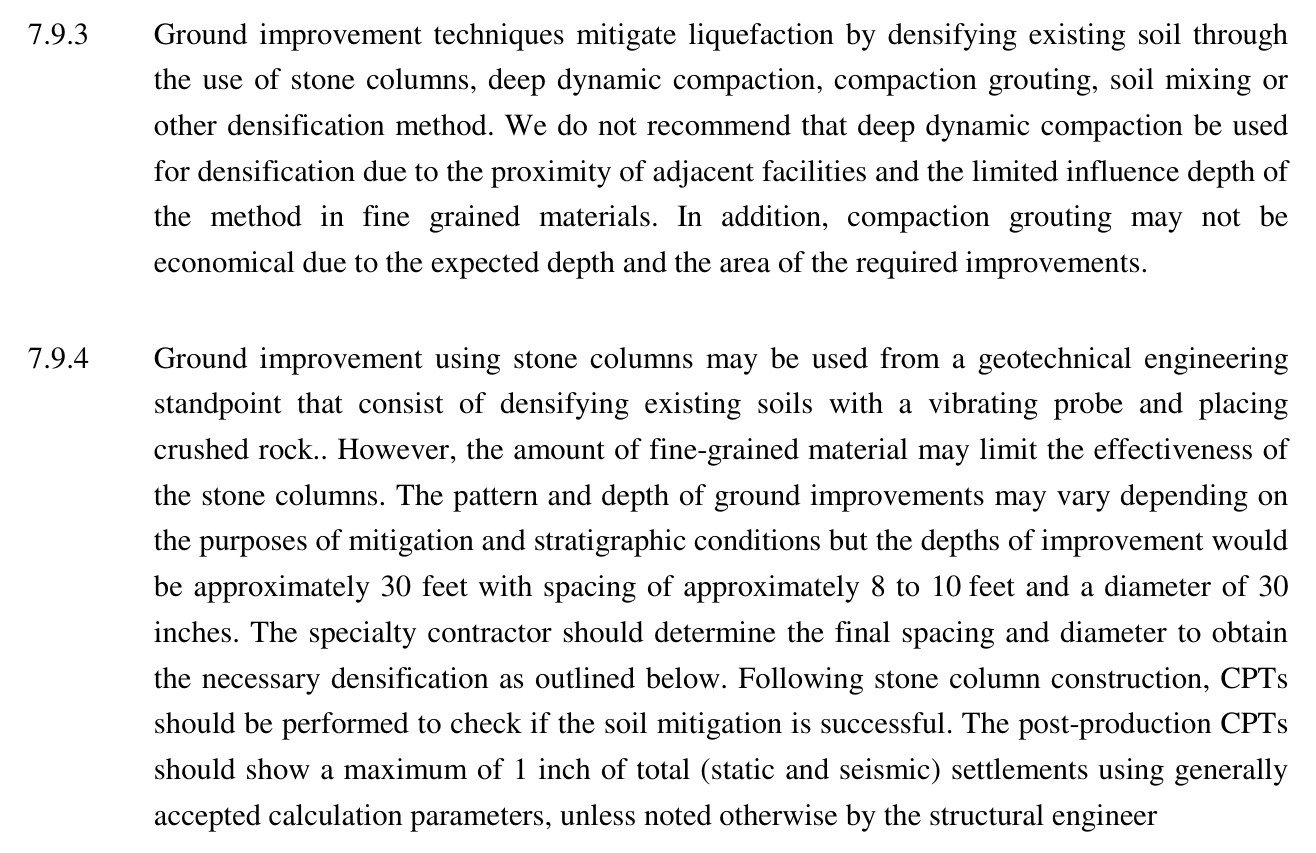 7.9.3 Ground improvement techniques mitigate liquefaction by densifying existing soil through
the use of stone columns, deep dynamic compaction, compaction grouting, soil mixing or
other densification method. We do not recommend that deep dynamic compaction be used
for densification due to the proximity of adjacent facilities and the limited influence depth of
the method in fine grained materials. In addition, compaction grouting may not be
economical due to the expected depth and the area of the required improvements.
7.9.4 Ground improvement using stone columns may be used from a geotechnical engineering
standpoint that consist of densifying existing soils with a vibrating probe and placing
crushed rock.. However, the amount of fine-grained material may limit the effectiveness of
the stone columns. The pattern and depth of ground improvements may vary depending on
the purposes of mitigation and stratigraphic conditions but the depths of improvement would
be approximately 30 feet with spacing of approximately 8 to 10 feet and a diameter of 30
inches. The specialty contractor should determine the final spacing and diameter to obtain
the necessary densification as outlined below. Following stone column construction, CPTs
should be performed to check if the soil mitigation is successful. The post-production CPTs
should show a maximum of 1 inch of total (static and seismic) settlements using generally
accepted calculation parameters, unless noted otherwise by the structural engineer